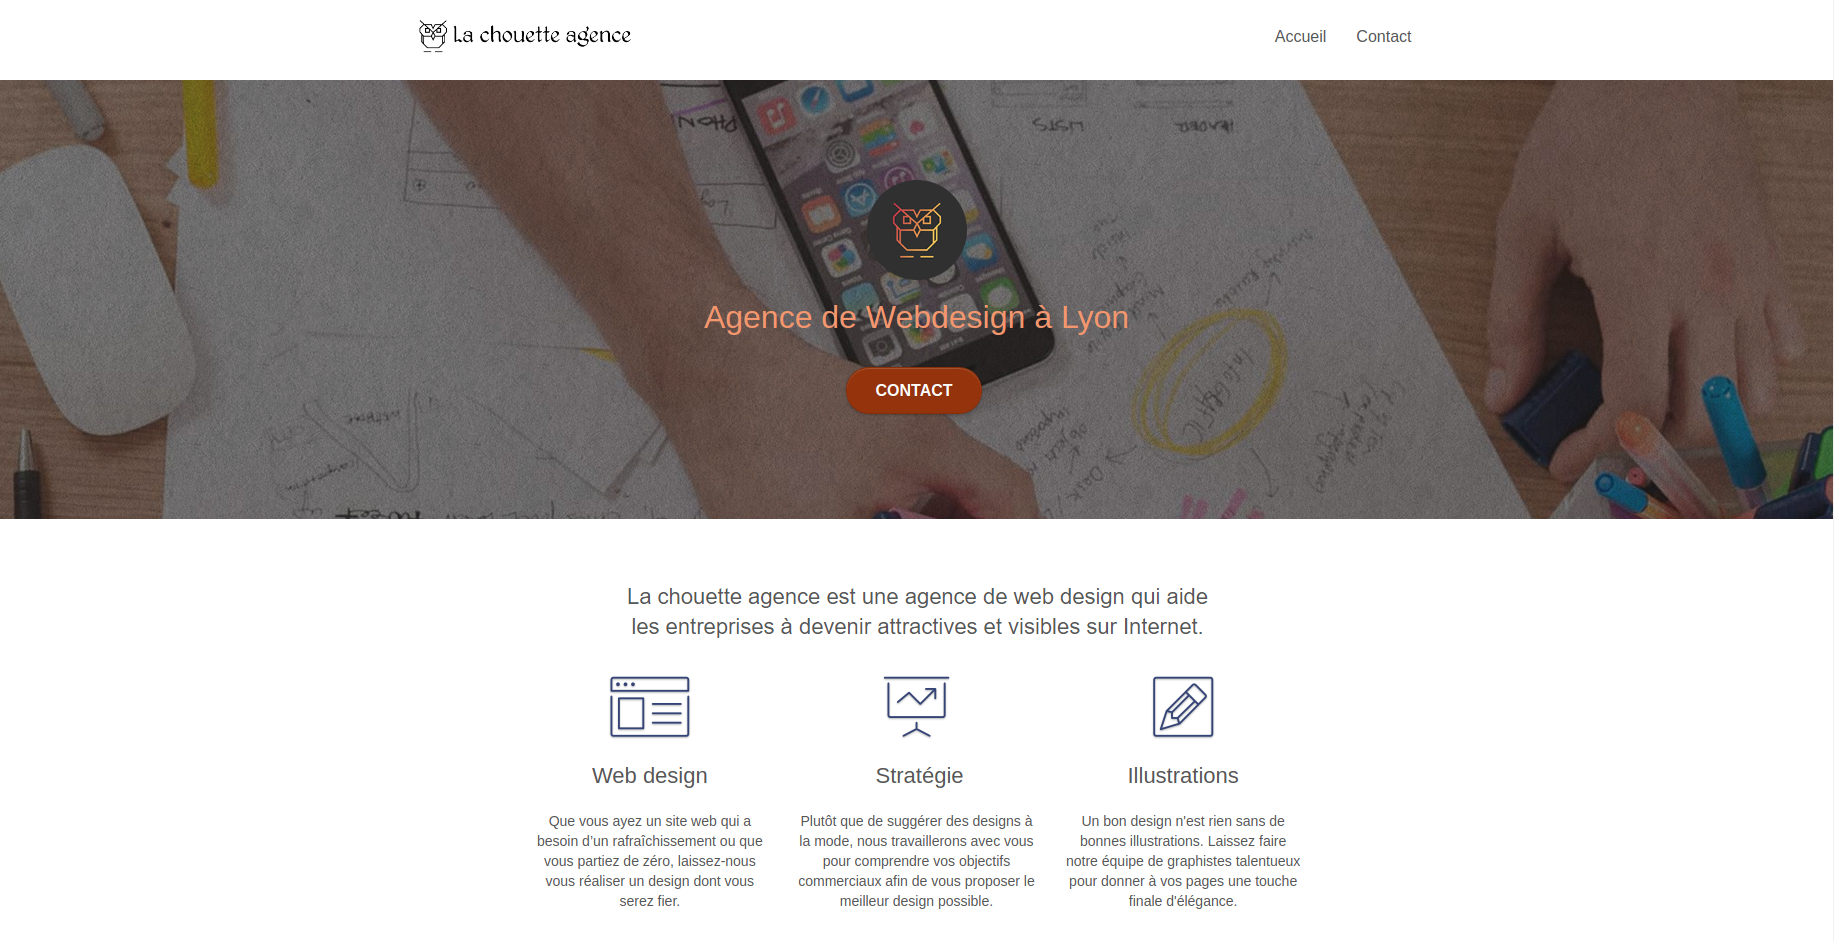 La chouette agence
Accueil
Contact
PHON
LISTS
HEADER
Agence de Webdesign à Lyon
CONTACT
La chouette agence est une agence de web design qui aide
les entreprises à devenir attractives et visibles sur Internet.
Web design
Que vous ayez un site web qui a
besoin d’un rafraîchissement ou que
vous partiez de zéro, laissez-nous
vous réaliser un design dont vous
serez fier.
Stratégie
Plutôt que de suggérer des designs à
la mode, nous travaillerons avec vous
pour comprendre vos objectifs
commerciaux afin de vous proposer le
meilleur design possible.
Illustrations
Un bon design n'est rien sans de
bonnes illustrations. Laissez faire
notre équipe de graphistes talentueux
pour donner à vos pages une touche
finale d'élégance.